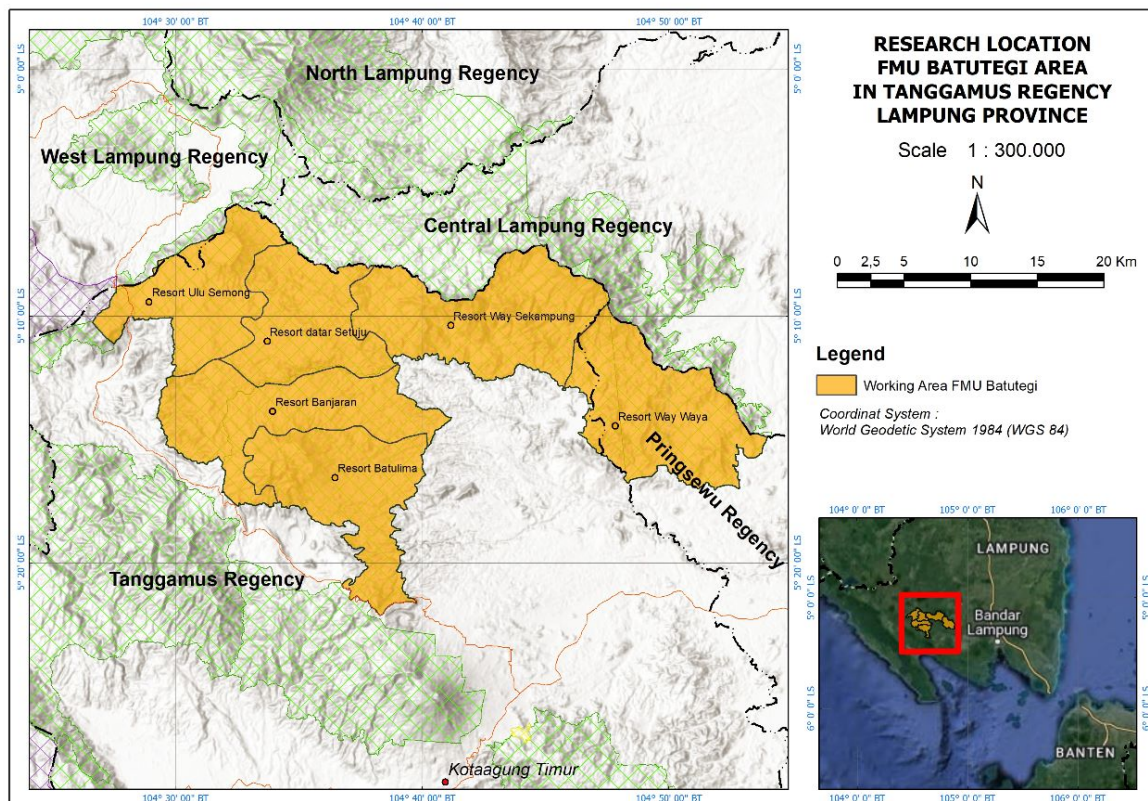 104° 30' 00" BT
104° 40' 00" BT
104° 50' 00" BT
5° 0' 00" LS
5° 10' 00" LS
5° 20' 00" LS
North Lampung Regency
West Lampung Regency
Central Lampung Regency
Resort Ulu Semong
Resort datar Setuju
Resort Way Sekampung
Resort Banjaran
Resort Way Waya
Resort Batulima
Pringsewu Regency
Tanggamus Regency
Kotaagung Timur
5° 0' 00" LS
5° 10' 00" LS
5° 20' 00" LS
104° 30' 00" BT
104° 40' 00" BT
104° 50' 00" BT
RESEARCH LOCATION
FMU BATUTEGI AREA
IN TANGGAMUS REGENCY
LAMPUNG PROVINCE
Scale 1 : 300.000
N
0 2,5 5 10 15 20 Km
Legend
Working Area FMU Batutegi
Coordinat System :
World Geodetic System 1984 (WGS 84)
104° 0' 0" BT
105° 0' 0" BT
106° 0' 0" BT
5° 0' 0" LS
6° 0' 0" LS
LAMPUNG
Bandar
Lampung
BANTEN
5° 0' 0" LS
6° 0' 0" LS
104° 0' 0" BT
105° 0' 0" BT
106° 0' 0" BT